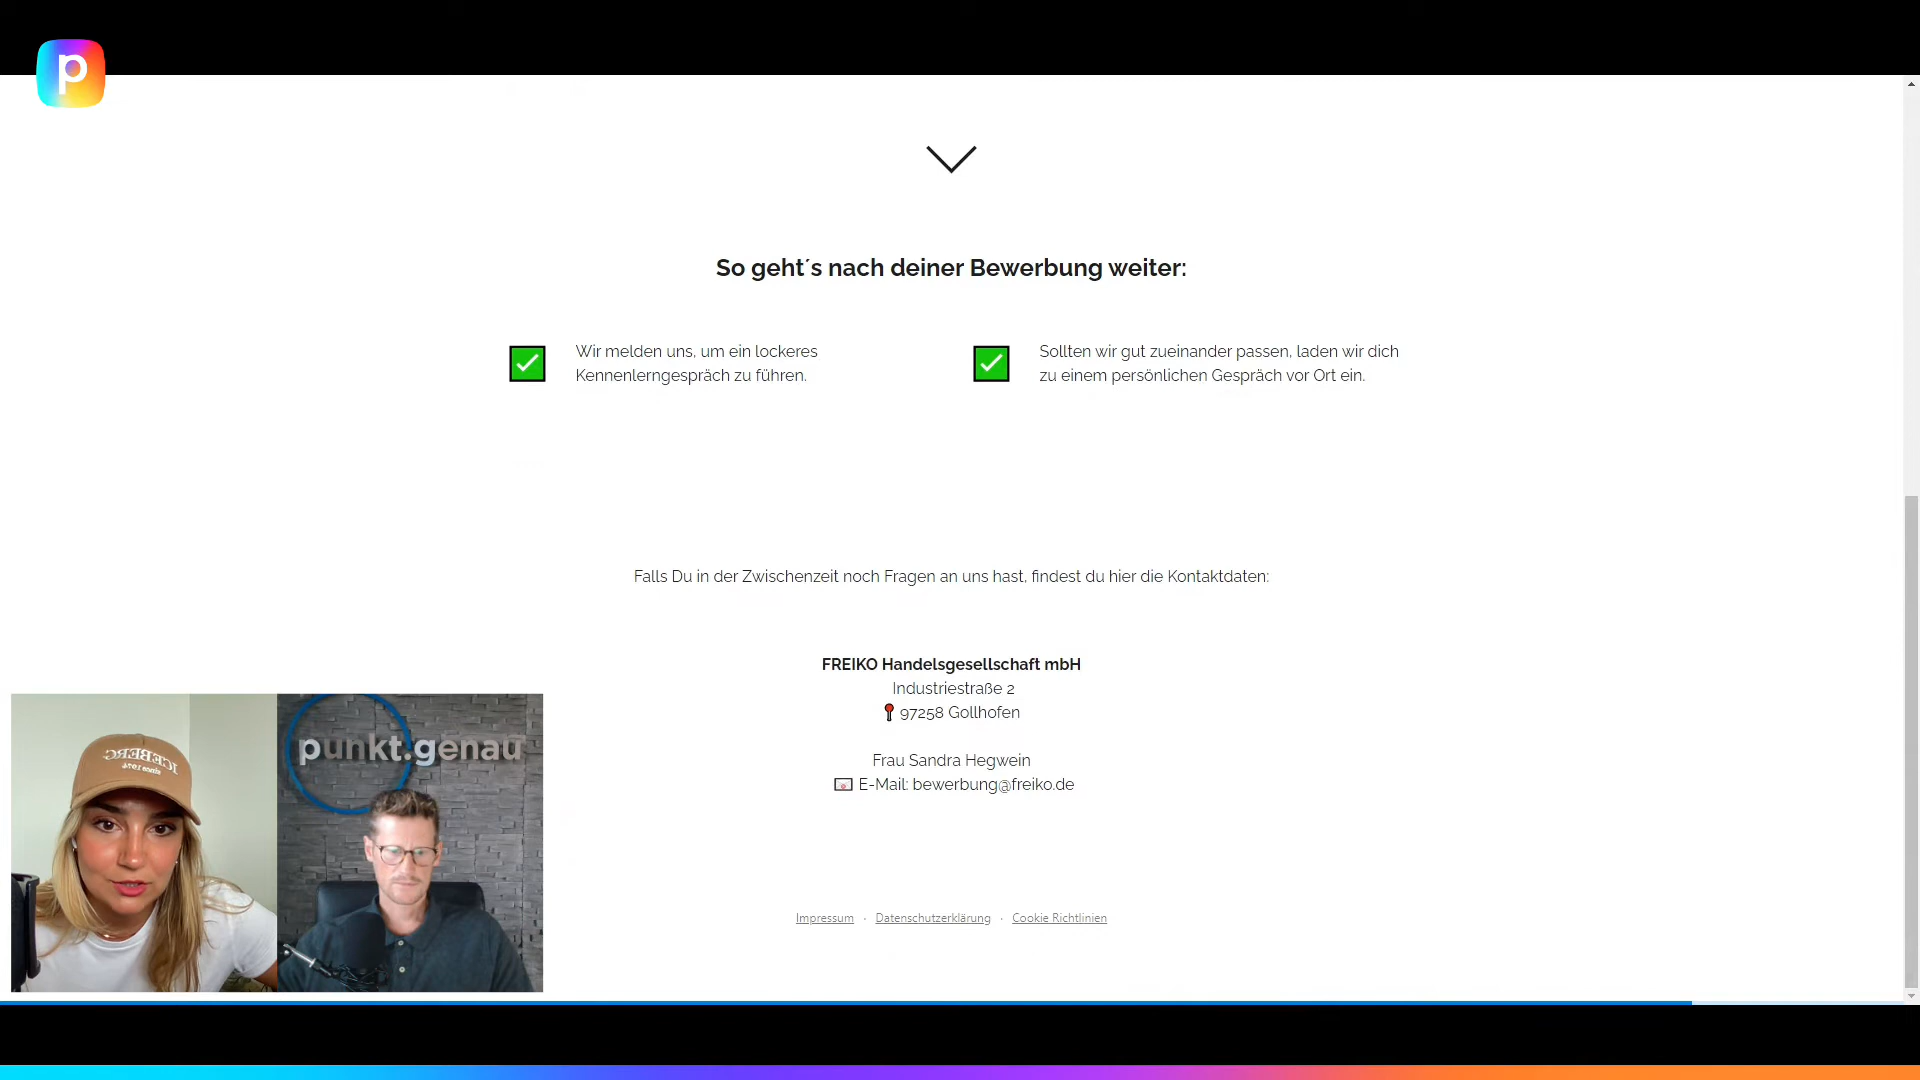 p
So geht´s nach deiner Bewerbung weiter:
Wir melden uns, um ein lockeres
Kennenlerngespräch zu führen.
Sollten wir gut zueinander passen, laden wir dich
zu einem persönlichen Gespräch vor Ort ein.
Falls Du in der Zwischenzeit noch Fragen an uns hast, findest du hier die Kontaktdaten:
FREIKO Handelsgesellschaft mbH
Industriestraße 2
97258 Gollhofen
Frau Sandra Hegwein
E-Mail: bewerbung@freiko.de
ICEBERG
since 1974
punkt.genau
Impressum · Datenschutzerklärung · Cookie Richtlinien